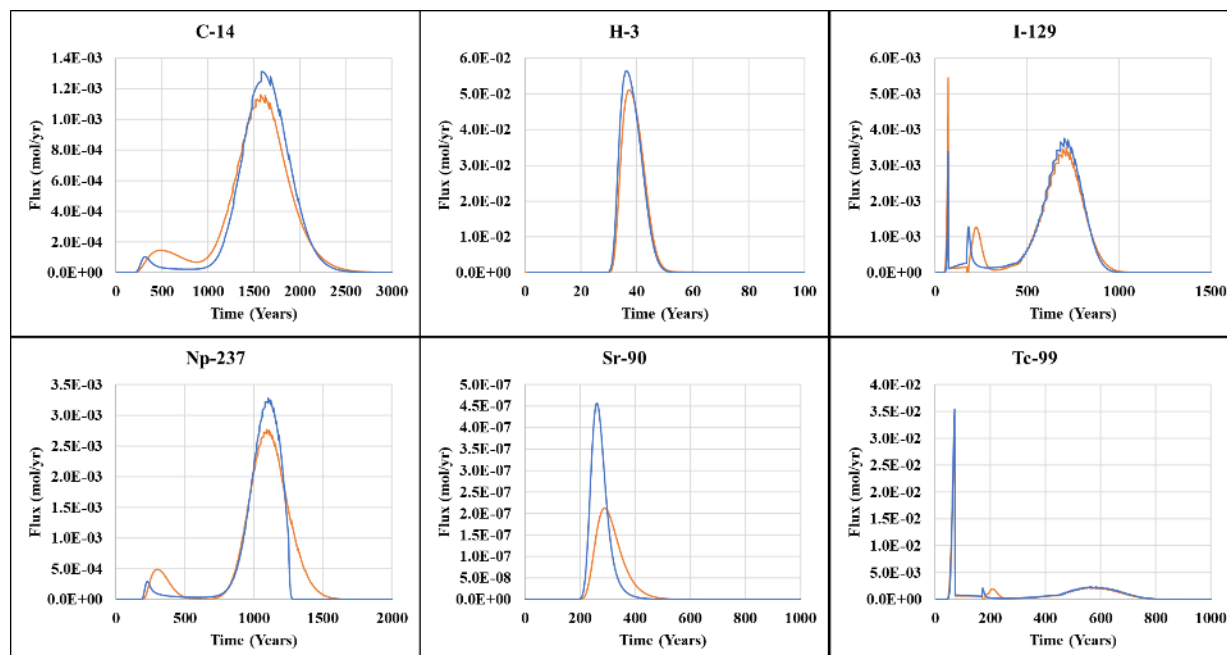 C-14
1.4E-03
1.2E-03
1.0E-03
8.0E-04
6.0E-04
4.0E-04
2.0E-04
0.0E+00
Flux (mol/yr)
0 500 1000 1500 2000 2500 3000
Time (Years)
H-3
6.0E-02
5.0E-02
4.0E-02
3.0E-02
2.0E-02
1.0E-02
0.0E+00
Flux (mol/yr)
0 20 40 60 80 100
Time (Years)
I-129
6.0E-03
5.0E-03
4.0E-03
3.0E-03
2.0E-03
1.0E-03
0.0E+00
Flux (mol/yr)
0 500 1000 1500
Time (Years)
Np-237
3.5E-03
3.0E-03
2.5E-03
2.0E-03
1.5E-03
1.0E-03
5.0E-04
0.0E+00
Flux (mol/yr)
0 500 1000 1500 2000
Time (Years)
Sr-90
5.0E-07
4.5E-07
4.0E-07
3.5E-07
3.0E-07
2.5E-07
2.0E-07
1.5E-07
1.0E-07
5.0E-08
0.0E+00
Flux (mol/yr)
0 200 400 600 800 1000
Time (Years)
Tc-99
4.0E-02
3.5E-02
3.0E-02
2.5E-02
2.0E-02
1.5E-02
1.0E-02
5.0E-03
0.0E+00
Flux (mol/yr)
0 200 400 600 800 1000
Time (Years)